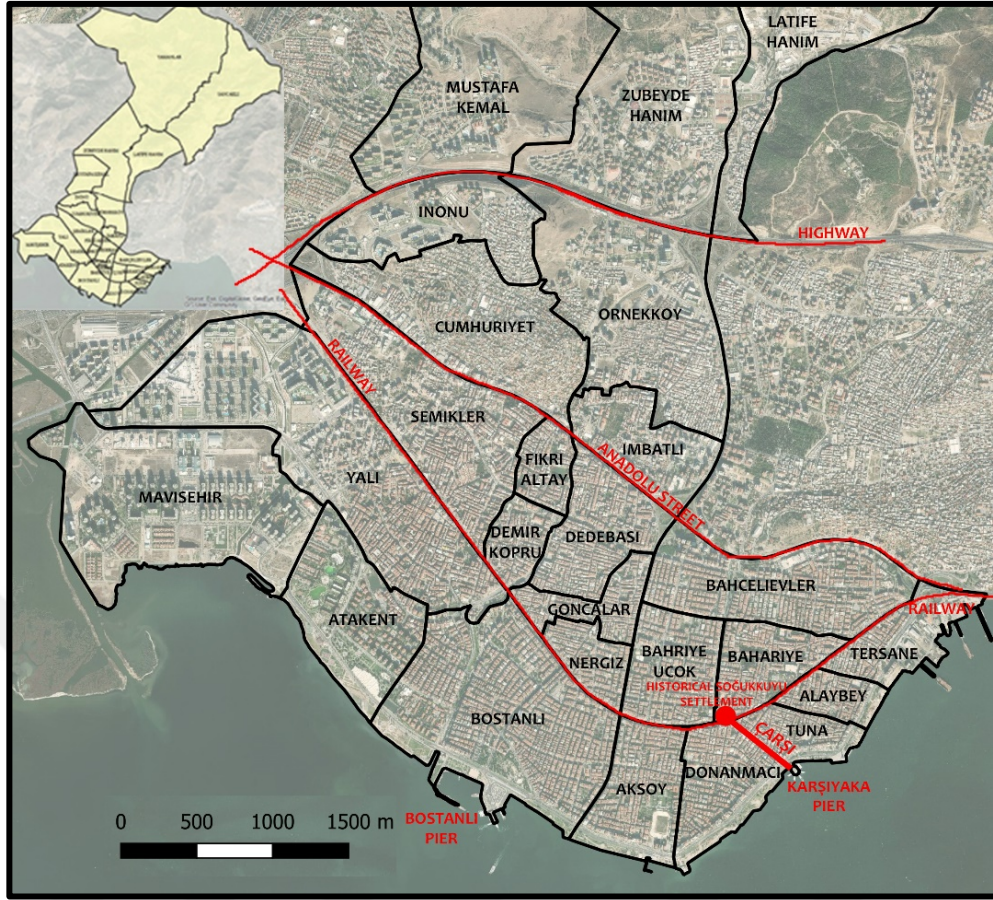 LATIFE
HANIM
MUSTAFA
KEMAL
ZUBEYDE
HANIM
INONU
HIGHWAY
CUMHURIYET
ORNEKKOY
RAILWAY
SEMIKLER
IMBATLI
ANADOLU STREET
FIKRI
ALTAY
YALI
MAVISEHIR
DEMIR
KOPRU
DEDEBASI
BAHCELIEVLER
GONCALAR
RAILWAY
ATAKENT
NERGIZ
BAHRIYE
UCOK
BAHARIYE
TERSANE
HISTORICAL SOĞUKKUYU
SETTLEMENT
ALAYBEY
BOSTANLI
ÇARŞI
TUNA
DONANMACI
AKSOY
KARŞIYAKA
PIER
BOSTANLI
PIER
0 500 1000 1500 m